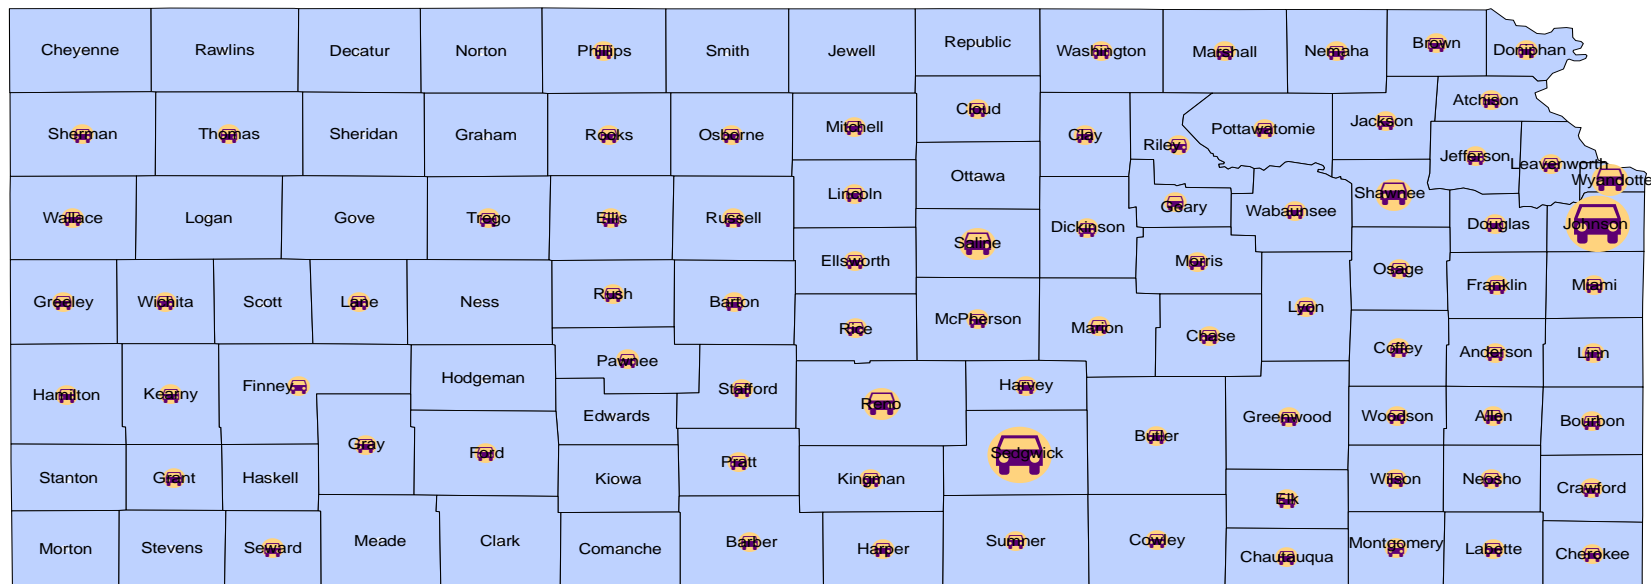 Cheyenne
Rawlins
Decatur
Norton
Phillips
Smith
Jewell
Republic
Washington
Marshall
Nemaha
Brown
Doniphan
Sherman
Thomas
Sheridan
Graham
Rooks
Osborne
Mitchell
Cloud
Clay
Riley
Pottawatomie
Jackson
Atchison
Jefferson
Leavenworth
Wyandotte
Wallace
Logan
Gove
Trego
Ellis
Russell
Lincoln
Ottawa
Saline
Dickinson
Geary
Wabaunsee
Shawnee
Douglas
Johnson
Ellsworth
Morris
Osage
Franklin
Miami
Greeley
Wichita
Scott
Lane
Ness
Rush
Barton
Rice
McPherson
Marion
Chase
Lyon
Coffey
Anderson
Linn
Hamilton
Kearny
Finney
Hodgeman
Pawnee
Stafford
Reno
Harvey
Edwards
Gray
Ford
Sedgwick
Butler
Greenwood
Woodson
Allen
Bourbon
Stanton
Grant
Haskell
Kiowa
Pratt
Kingman
Elk
Wilson
Neosho
Crawford
Morton
Stevens
Seward
Meade
Clark
Comanche
Barber
Harper
Sumner
Cowley
Chautauqua
Montgomery
Labette
Cherokee